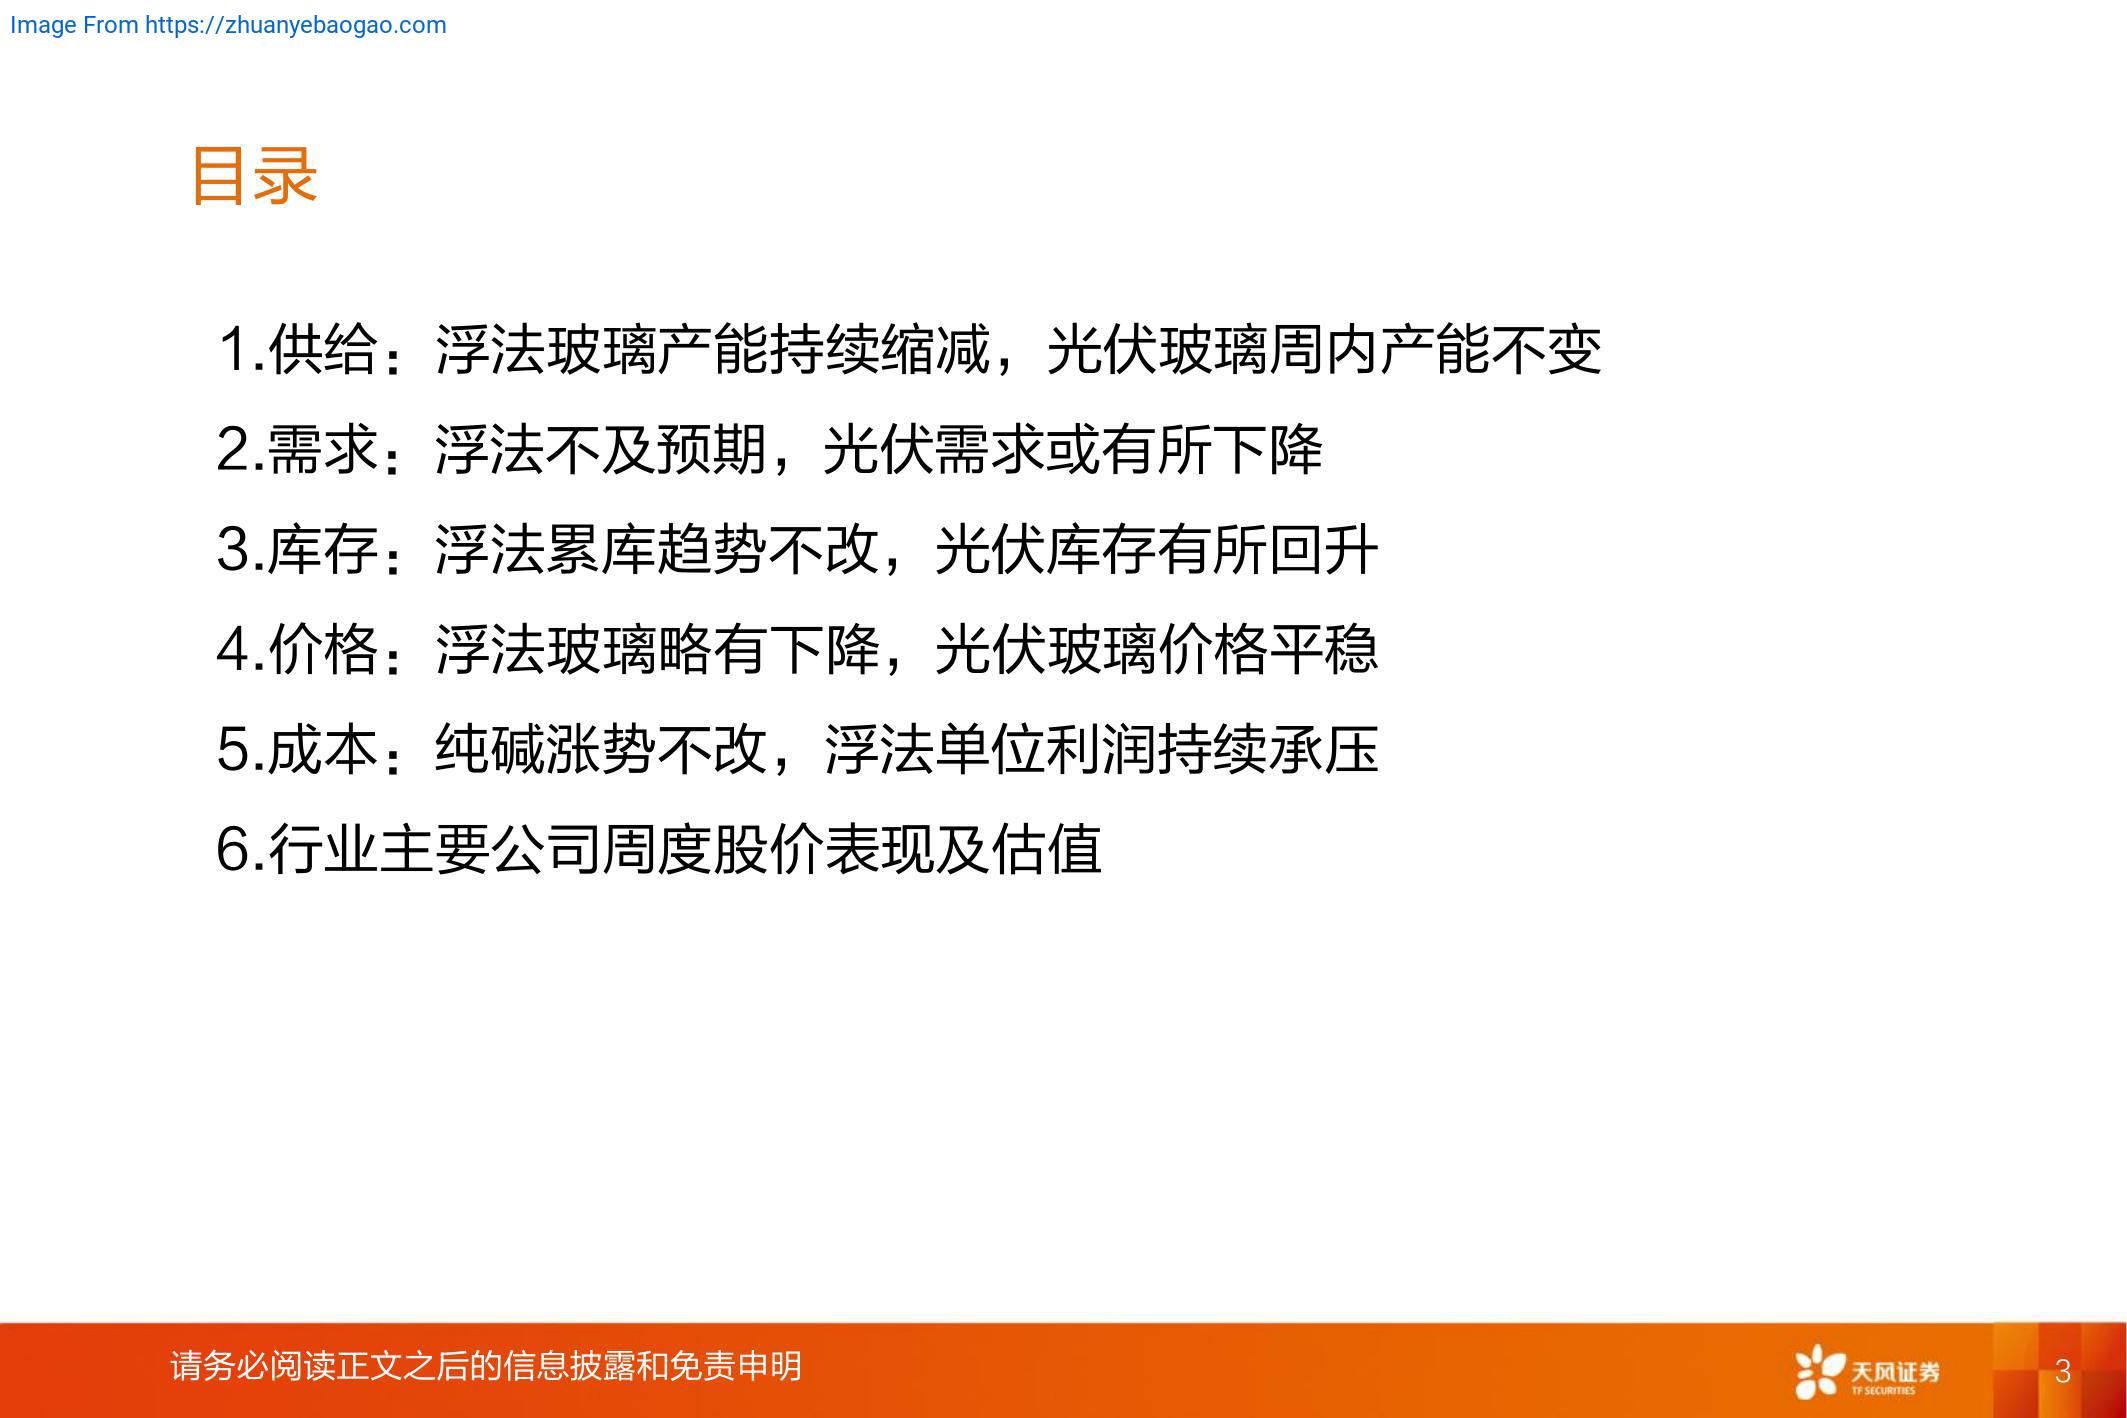 Image From https://zhuanyebaogao.com
目录
1.供给：浮法玻璃产能持续缩减，光伏玻璃周内产能不变
2.需求：浮法不及预期，光伏需求或有所下降
3.库存：浮法累库趋势不改，光伏库存有所回升
4.价格：浮法玻璃略有下降，光伏玻璃价格平稳
5.成本：纯碱涨势不改，浮法单位利润持续承压
6.行业主要公司周度股价表现及估值
请务必阅读正文之后的信息披露和免责申明
天风证券
TF SECURITIES
3